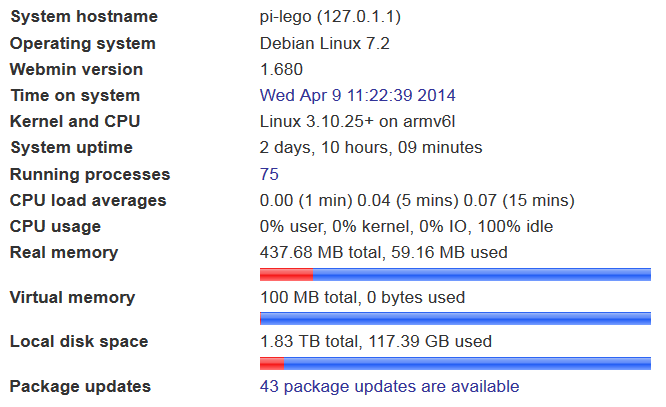 System hostname pi-lego (127.0.1.1)
Operating system Debian Linux 7.2
Webmin version 1.680
Time on system Wed Apr 9 11:22:39 2014
Kernel and CPU Linux 3.10.25+ on armv6l
System uptime 2 days, 10 hours, 09 minutes
Running processes 75
CPU load averages 0.00 (1 min) 0.04 (5 mins) 0.07 (15 mins)
CPU usage 0% user, 0% kernel, 0% IO, 100% idle
Real memory 437.68 MB total, 59.16 MB used
Virtual memory 100 MB total, 0 bytes used
Local disk space 1.83 TB total, 117.39 GB used
Package updates 43 package updates are available